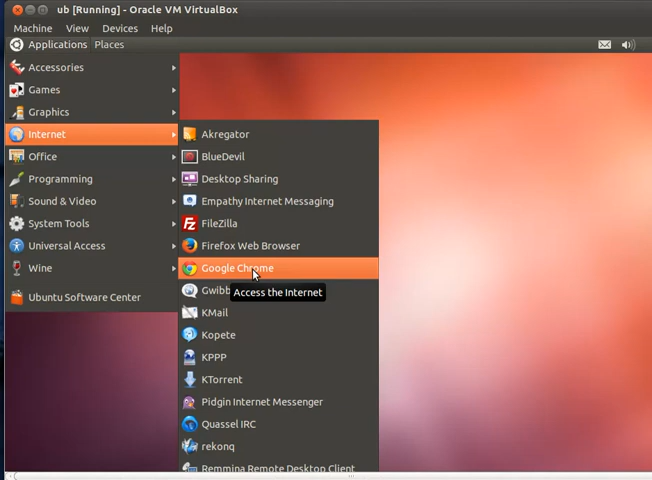 ub [Running] - Oracle VM VirtualBox
Machine View Devices Help
Applications Places
Accessories
Games
Graphics
Internet
Office
Programming
Sound & Video
System Tools
Universal Access
Wine
Ubuntu Software Center
Akregator
BlueDevil
Desktop Sharing
Empathy Internet Messaging
FileZilla
Firefox Web Browser
Google Chrome
Gwibb
Access the Internet
KMail
Kopete
KPPP
KTorrent
Pidgin Internet Messenger
Quassel IRC
rekonq
Remmina Remote Desktop Client